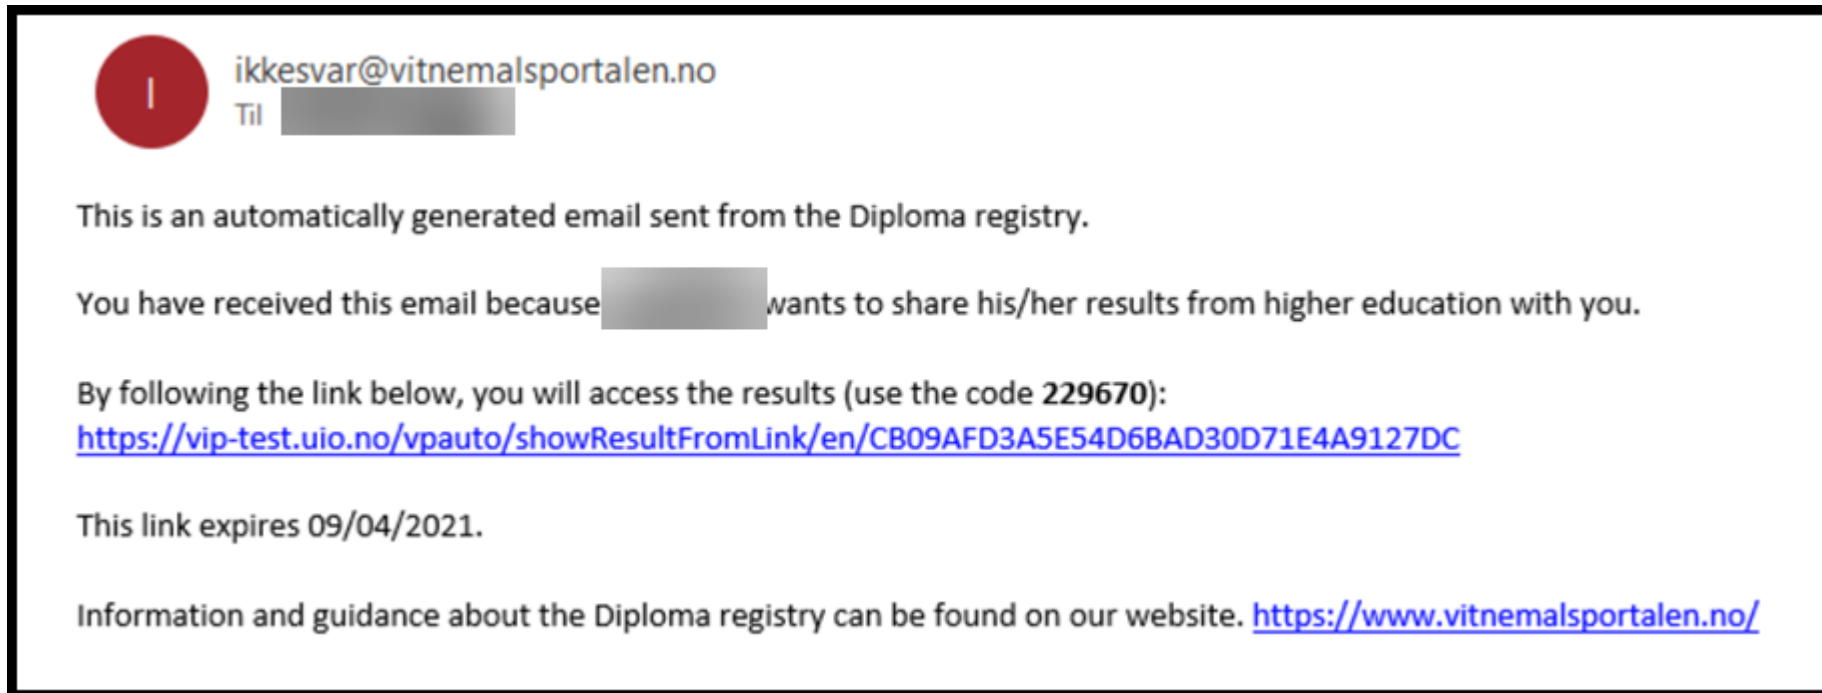 I
ikkesvar@vitnemalsportalen.no
Til
This is an automatically generated email sent from the Diploma registry.
You have received this email because wants to share his/her results from higher education with you.
By following the link below, you will access the results (use the code 229670):
https://vip-test.uio.no/vpauto/showResultFromLink/en/CB09AFD3A5E54D6BAD30D71E4A9127DC
This link expires 09/04/2021.
Information and guidance about the Diploma registry can be found on our website. https://www.vitnemalsportalen.no/